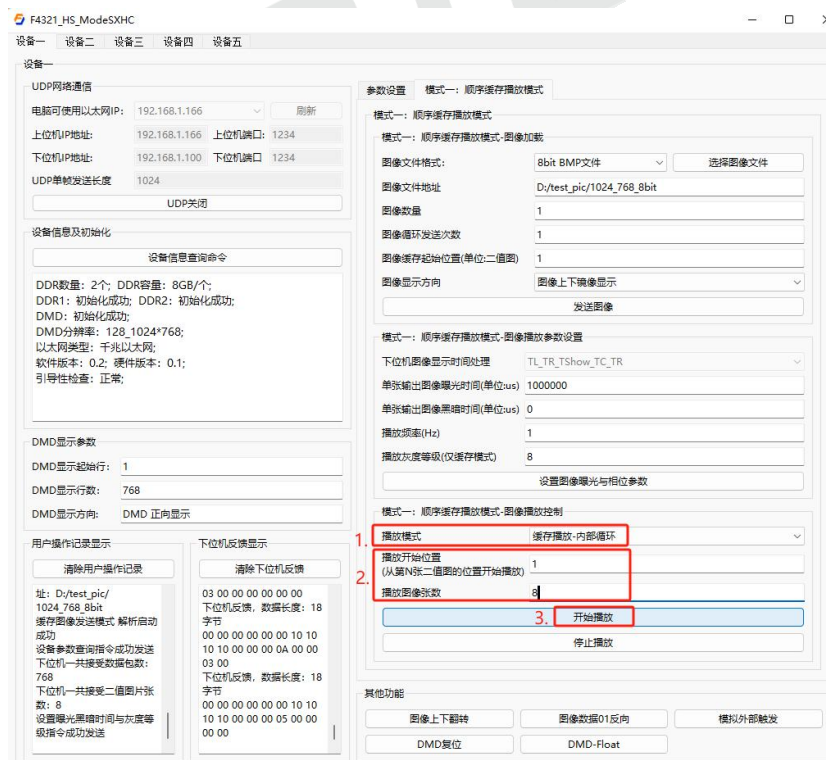 F4321_HS_ModeSXHC
设备一 设备二 设备三 设备四 设备五
设备一
UDP网络通信
电脑可使用以太网IP: 192.168.1.166 刷新
上位机IP地址: 192.168.1.166 上位机端口: 1234
下位机IP地址: 192.168.1.100 下位机端口 1234
UDP单帧发送长度 1024
UDP关闭
设备信息及初始化
设备信息查询命令
DDR数量: 2个; DDR容量: 8GB/个;
DDR1: 初始化成功; DDR2: 初始化成功;
DMD: 初始化成功;
DMD分辨率: 128_1024*768;
以太网类型: 千兆以太网;
软件版本: 0.2; 硬件版本: 0.1;
引导性检查: 正常;
DMD显示参数
DMD显示起始行: 1
DMD显示行数: 768
DMD显示方向: DMD 正向显示
用户操作记录显示
清除用户操作记录
址: D:/test_pic/
1024_768_8bit
缓存图像发送模式 解析启动
成功
设备参数查询指令成功发送
下位机一共接受数据包数:
768
下位机一共接受二值图片张
数: 8
设置曝光黑暗时间与灰度等
级指令成功发送
下位机反馈显示
清除下位机反馈
03 00 00 00 00 00 00
下位机反馈, 数据长度: 18
字节
00 00 00 00 00 00 10 10
10 10 00 00 00 0A 00 00
03 00
下位机反馈, 数据长度: 18
字节
00 00 00 00 00 00 10 10
10 10 00 00 00 05 00 00
00 00
参数设置 模式一: 顺序缓存播放模式
模式一: 顺序缓存播放模式
模式一: 顺序缓存播放模式-图像加载
图像文件格式: 8bit BMP文件 选择图像文件
图像文件地址 D:/test_pic/1024_768_8bit
图像数量 1
图像循环发送次数 1
图像缓存起始位置(单位:二值图) 1
图像显示方向 图像上下镜像显示
发送图像
模式一: 顺序缓存播放模式-图像播放参数设置
下位机图像显示时间处理 TL_TR_TShow_TC_TR
单张输出图像曝光时间(单位:us) 1000000
单张输出图像黑暗时间(单位:us) 0
播放频率(Hz) 1
播放灰度等级(仅缓存模式) 8
设置图像曝光与相位参数
模式一: 顺序缓存播放模式-图像播放控制
1. 播放模式 缓存播放-内部循环
2. 播放开始位置
(从第N张二值图的位置开始播放) 1
播放图像张数 8
3. 开始播放
停止播放
其他功能
图像上下翻转 图像数据01反向 模拟外部触发
DMD复位 DMD-Float